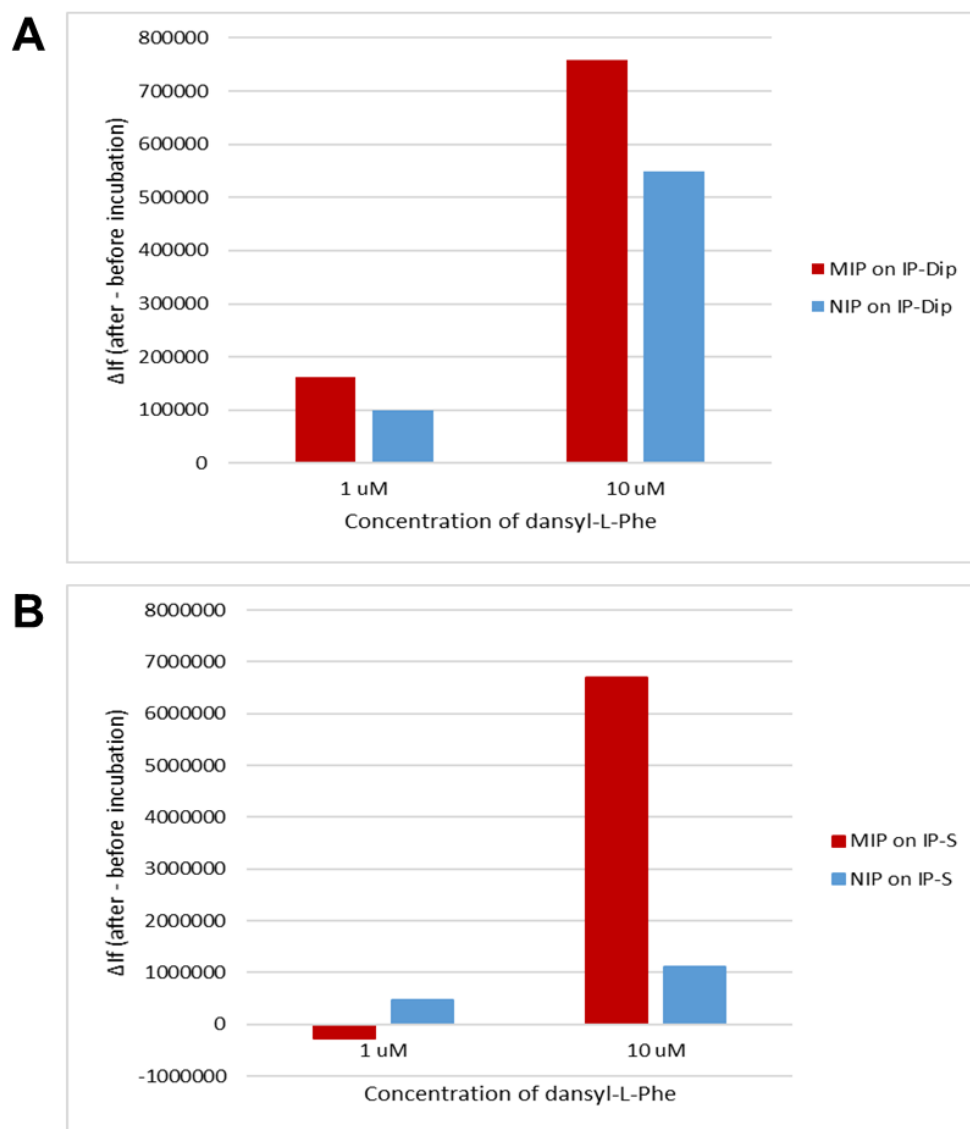 A
800000
700000
600000
500000
400000
300000
200000
100000
0
ΔIf (after - before incubation)
1 uM
10 uM
Concentration of dansyl-L-Phe
MIP on IP-Dip
NIP on IP-Dip
B
8000000
7000000
6000000
5000000
4000000
3000000
2000000
1000000
0
-1000000
ΔIf (after - before incubation)
1 uM
10 uM
Concentration of dansyl-L-Phe
MIP on IP-S
NIP on IP-S